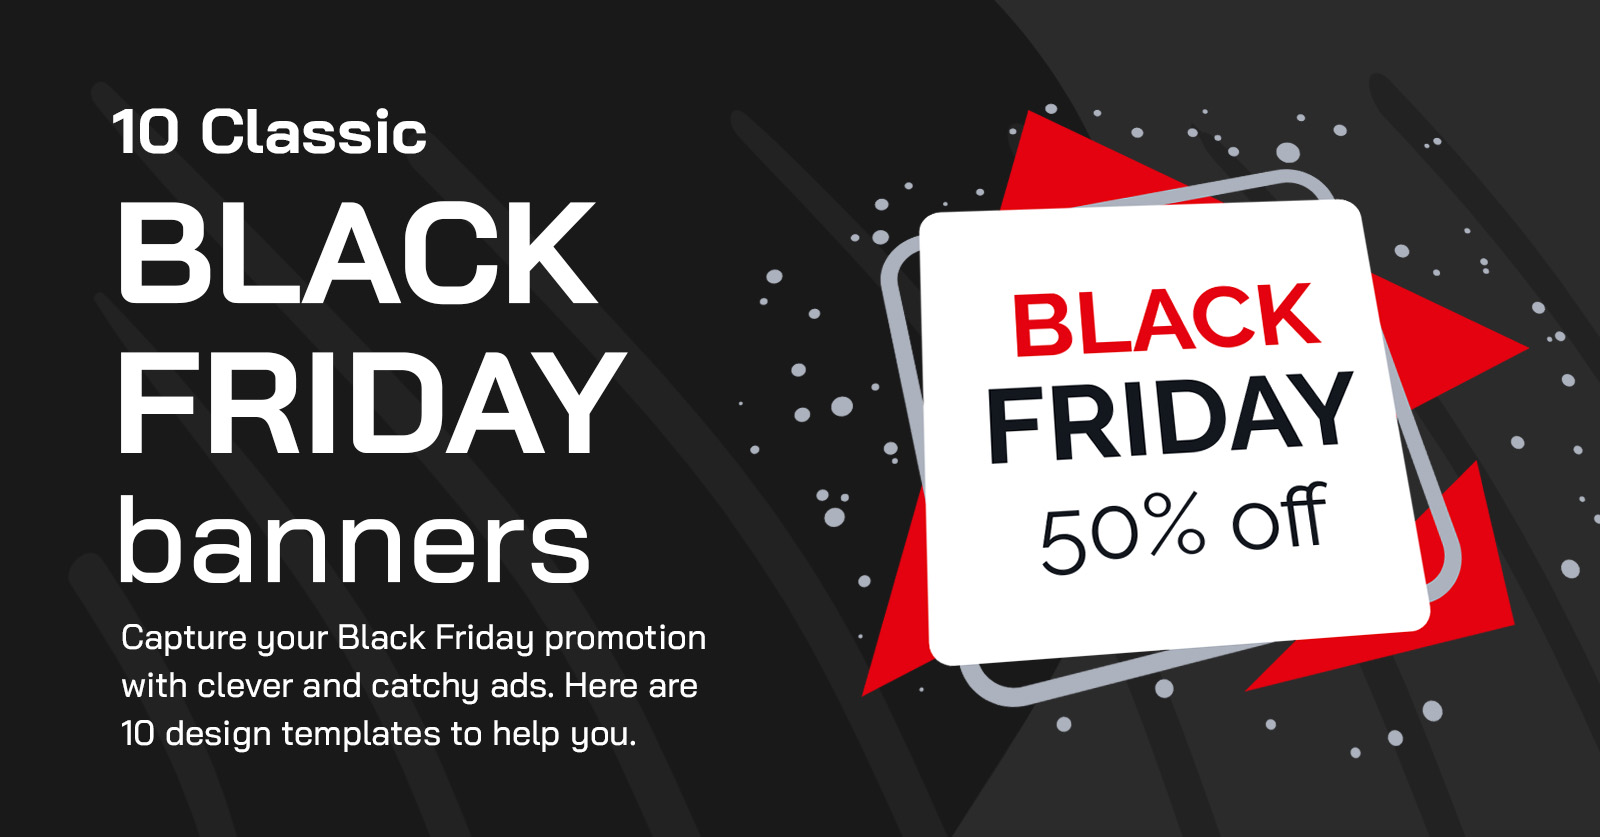 10 Classic
BLACK
FRIDAY
banners
Capture your Black Friday promotion
with clever and catchy ads. Here are
10 design templates to help you.
BLACK
FRIDAY
50% off